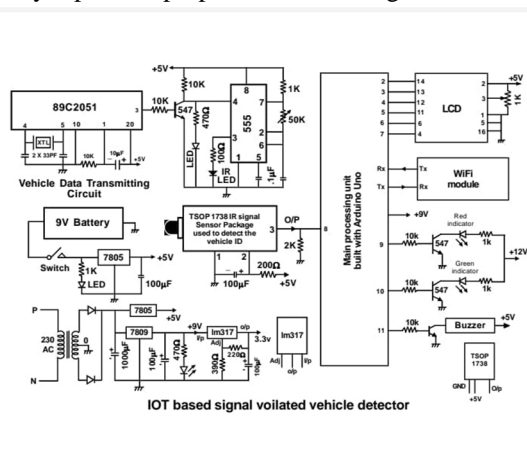 +5V
10K
8
2
3
4
5
6
7
14
13
12
11
6
4
LCD
2
3
1
5
16
+5V
1K
89C2051
3
10K
547
470Ω
4
7
555
2
6
1
5
1K
50K
4
5
10
1
20
XTL
2 X 33PF
10K
10μF
+5V
LED
100Ω
IR
LED
.1μF
Vehicle Data Transmitting
Circuit
Rx
Tx
Tx
Rx
WiFi
module
9V Battery
TSOP 1738 IR signal
Sensor Package
used to detect the
vehicle ID
3
O/P
8
1
2
2K
Main processing unit
built with Arduino Uno
+9V
Red
indicator
9
10k
547
1k
+12V
Switch
7805
+5V
1K
LED
100μF
100μF
200Ω
+5V
Green
indicator
10
10k
547
1k
P
7805
+5V
230
AC
0
7809
+9V
I/p
lm317
o/p
3.3v
Adj
1000μF
100μF
470Ω
390Ω
220Ω
100μF
N
lm317
Adj
o/p
I/p
11
10k
Buzzer
+5V
TSOP
1738
GND
+5V
O/p
IOT based signal voilated vehicle detector